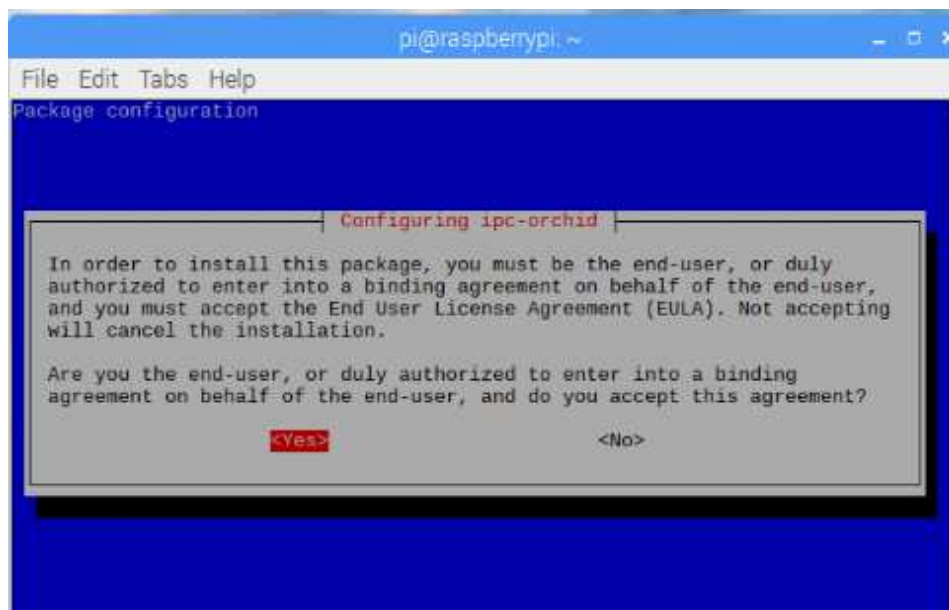 pi@raspberrypi: ~
File Edit Tabs Help
Package configuration
Configuring ipc-orchid
In order to install this package, you must be the end-user, or duly
authorized to enter into a binding agreement on behalf of the end-user,
and you must accept the End User License Agreement (EULA). Not accepting
will cancel the installation.
Are you the end-user, or duly authorized to enter into a binding
agreement on behalf of the end-user, and do you accept this agreement?
<Yes> <No>